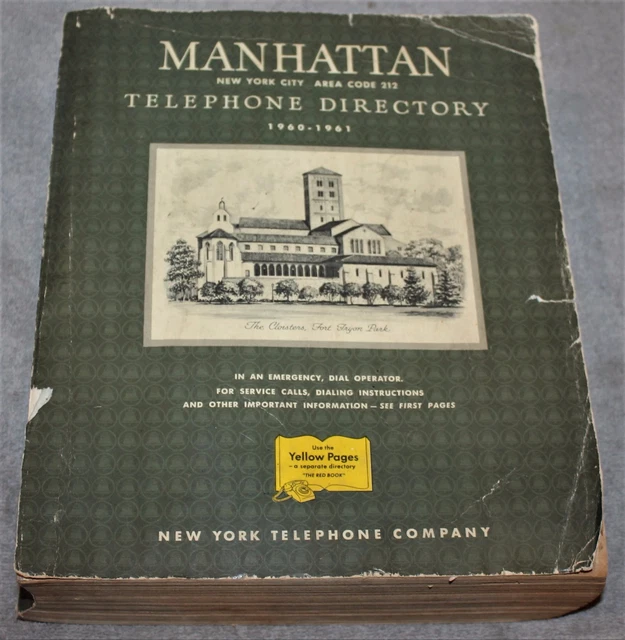 MANHATTAN
NEW YORK CITY AREA CODE 212
TELEPHONE DIRECTORY
1960-1961
The Cloisters, Fort Tryon Park
IN AN EMERGENCY, DIAL OPERATOR.
FOR SERVICE CALLS, DIALING INSTRUCTIONS
AND OTHER IMPORTANT INFORMATION — SEE FIRST PAGES
Use the
Yellow Pages
—a separate directory
"THE RED BOOK"
NEW YORK TELEPHONE COMPANY